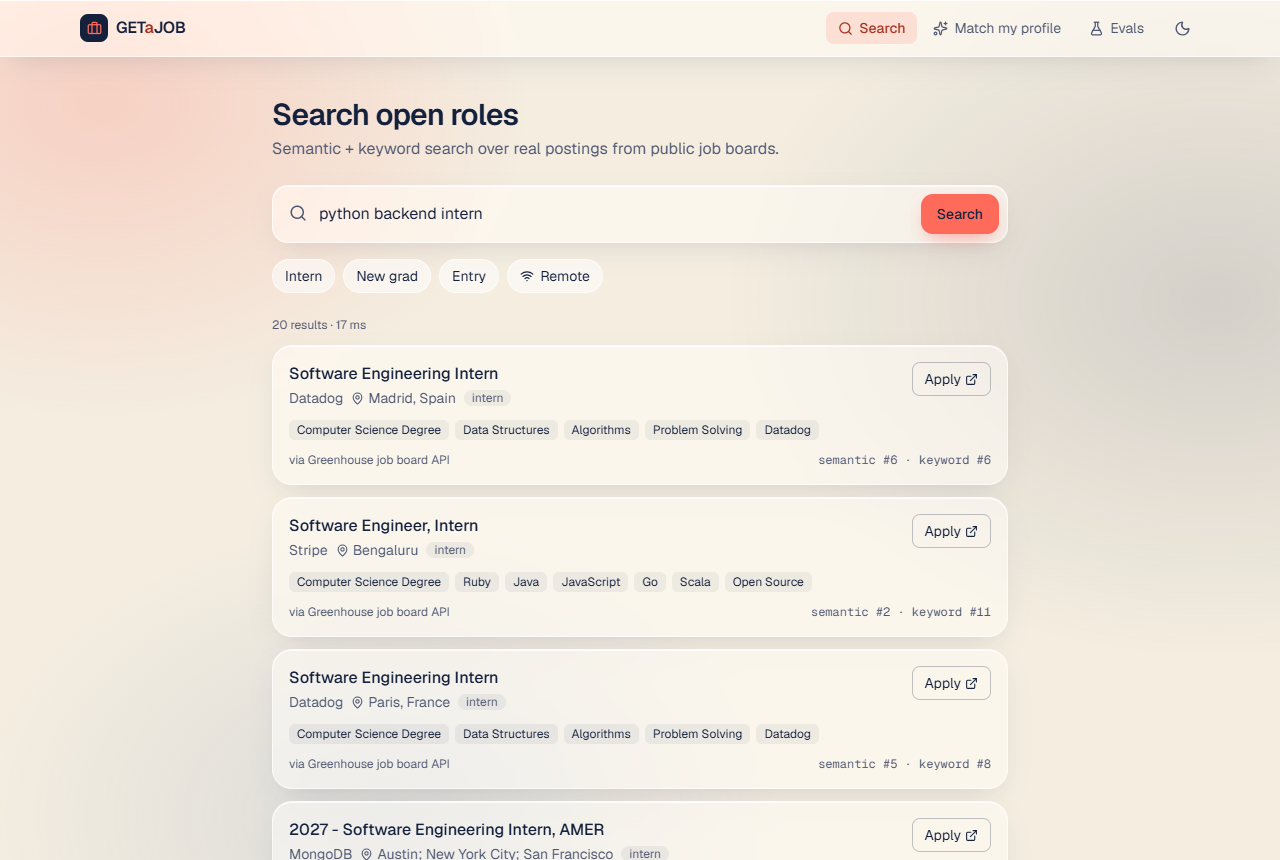 GETaJOB Search Match my profile Evals
Search open roles
Semantic + keyword search over real postings from public job boards.
python backend intern Search
Intern New grad Entry Remote
20 results · 17 ms
Software Engineering Intern Apply
Datadog Madrid, Spain intern
Computer Science Degree Data Structures Algorithms Problem Solving Datadog
via Greenhouse job board API semantic #6 · keyword #6
Software Engineer, Intern Apply
Stripe Bengaluru intern
Computer Science Degree Ruby Java JavaScript Go Scala Open Source
via Greenhouse job board API semantic #2 · keyword #11
Software Engineering Intern Apply
Datadog Paris, France intern
Computer Science Degree Data Structures Algorithms Problem Solving Datadog
via Greenhouse job board API semantic #5 · keyword #8
2027 - Software Engineering Intern, AMER Apply
MongoDB Austin; New York City; San Francisco intern